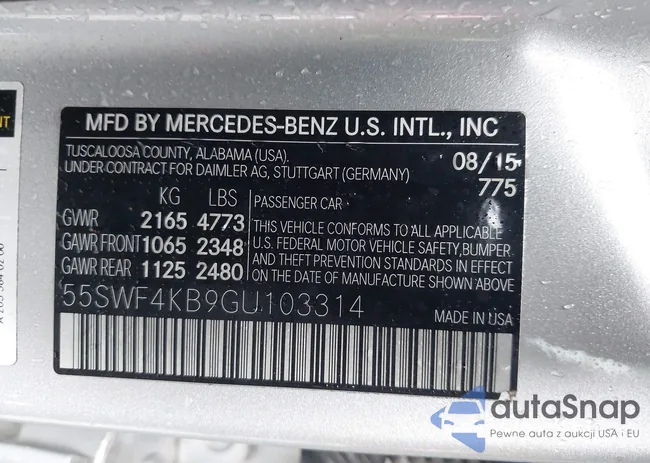 NT
MFD BY MERCEDES-BENZ U.S. INTL., INC
TUSCALOOSA COUNTY, ALABAMA (USA).
UNDER CONTRACT FOR DAIMLER AG, STUTTGART (GERMANY)
08/15
775
KG LBS
GVWR 2165 4773
GAWR FRONT 1065 2348
GAWR REAR 1125 2480
PASSENGER CAR
THIS VEHICLE CONFORMS TO ALL APPLICABLE
U.S. FEDERAL MOTOR VEHICLE SAFETY, BUMPER
AND THEFT PREVENTION STANDARDS IN EFFECT
ON THE DATE OF MANUFACTURE SHOWN ABOVE
55SWF4KB9GU103314
MADE IN USA
autaSnap
Pewne auta z aukcji USA i EU